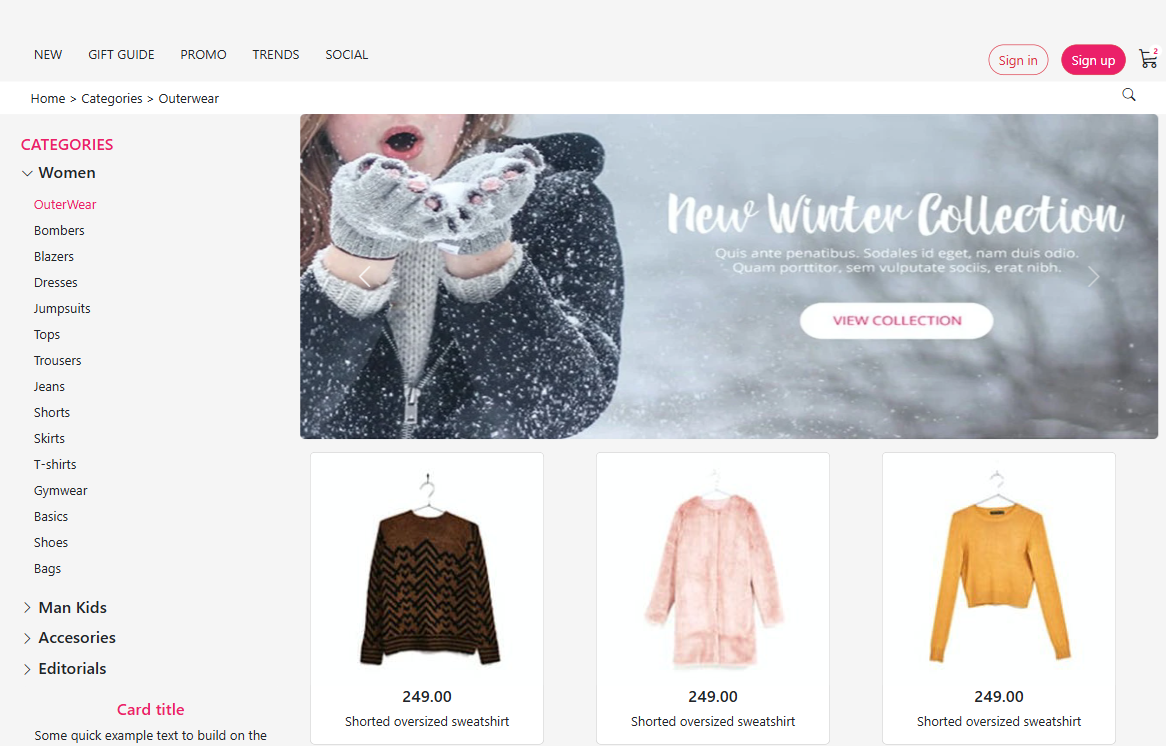 NEW GIFT GUIDE PROMO TRENDS SOCIAL Sign in Sign up 2
Home > Categories > Outerwear
CATEGORIES
Women
OuterWear
Bombers
Blazers
Dresses
Jumpsuits
Tops
Trousers
Jeans
Shorts
Skirts
T-shirts
Gymwear
Basics
Shoes
Bags
Man Kids
Accesories
Editorials
Card title
Some quick example text to build on the
New Winter Collection
Quis ante penatibus. Sodales id eget, nam duis odio.
Quam porttitor, sem vulputate sociis, erat nibh.
VIEW COLLECTION
249.00
Shorted oversized sweatshirt
249.00
Shorted oversized sweatshirt
249.00
Shorted oversized sweatshirt